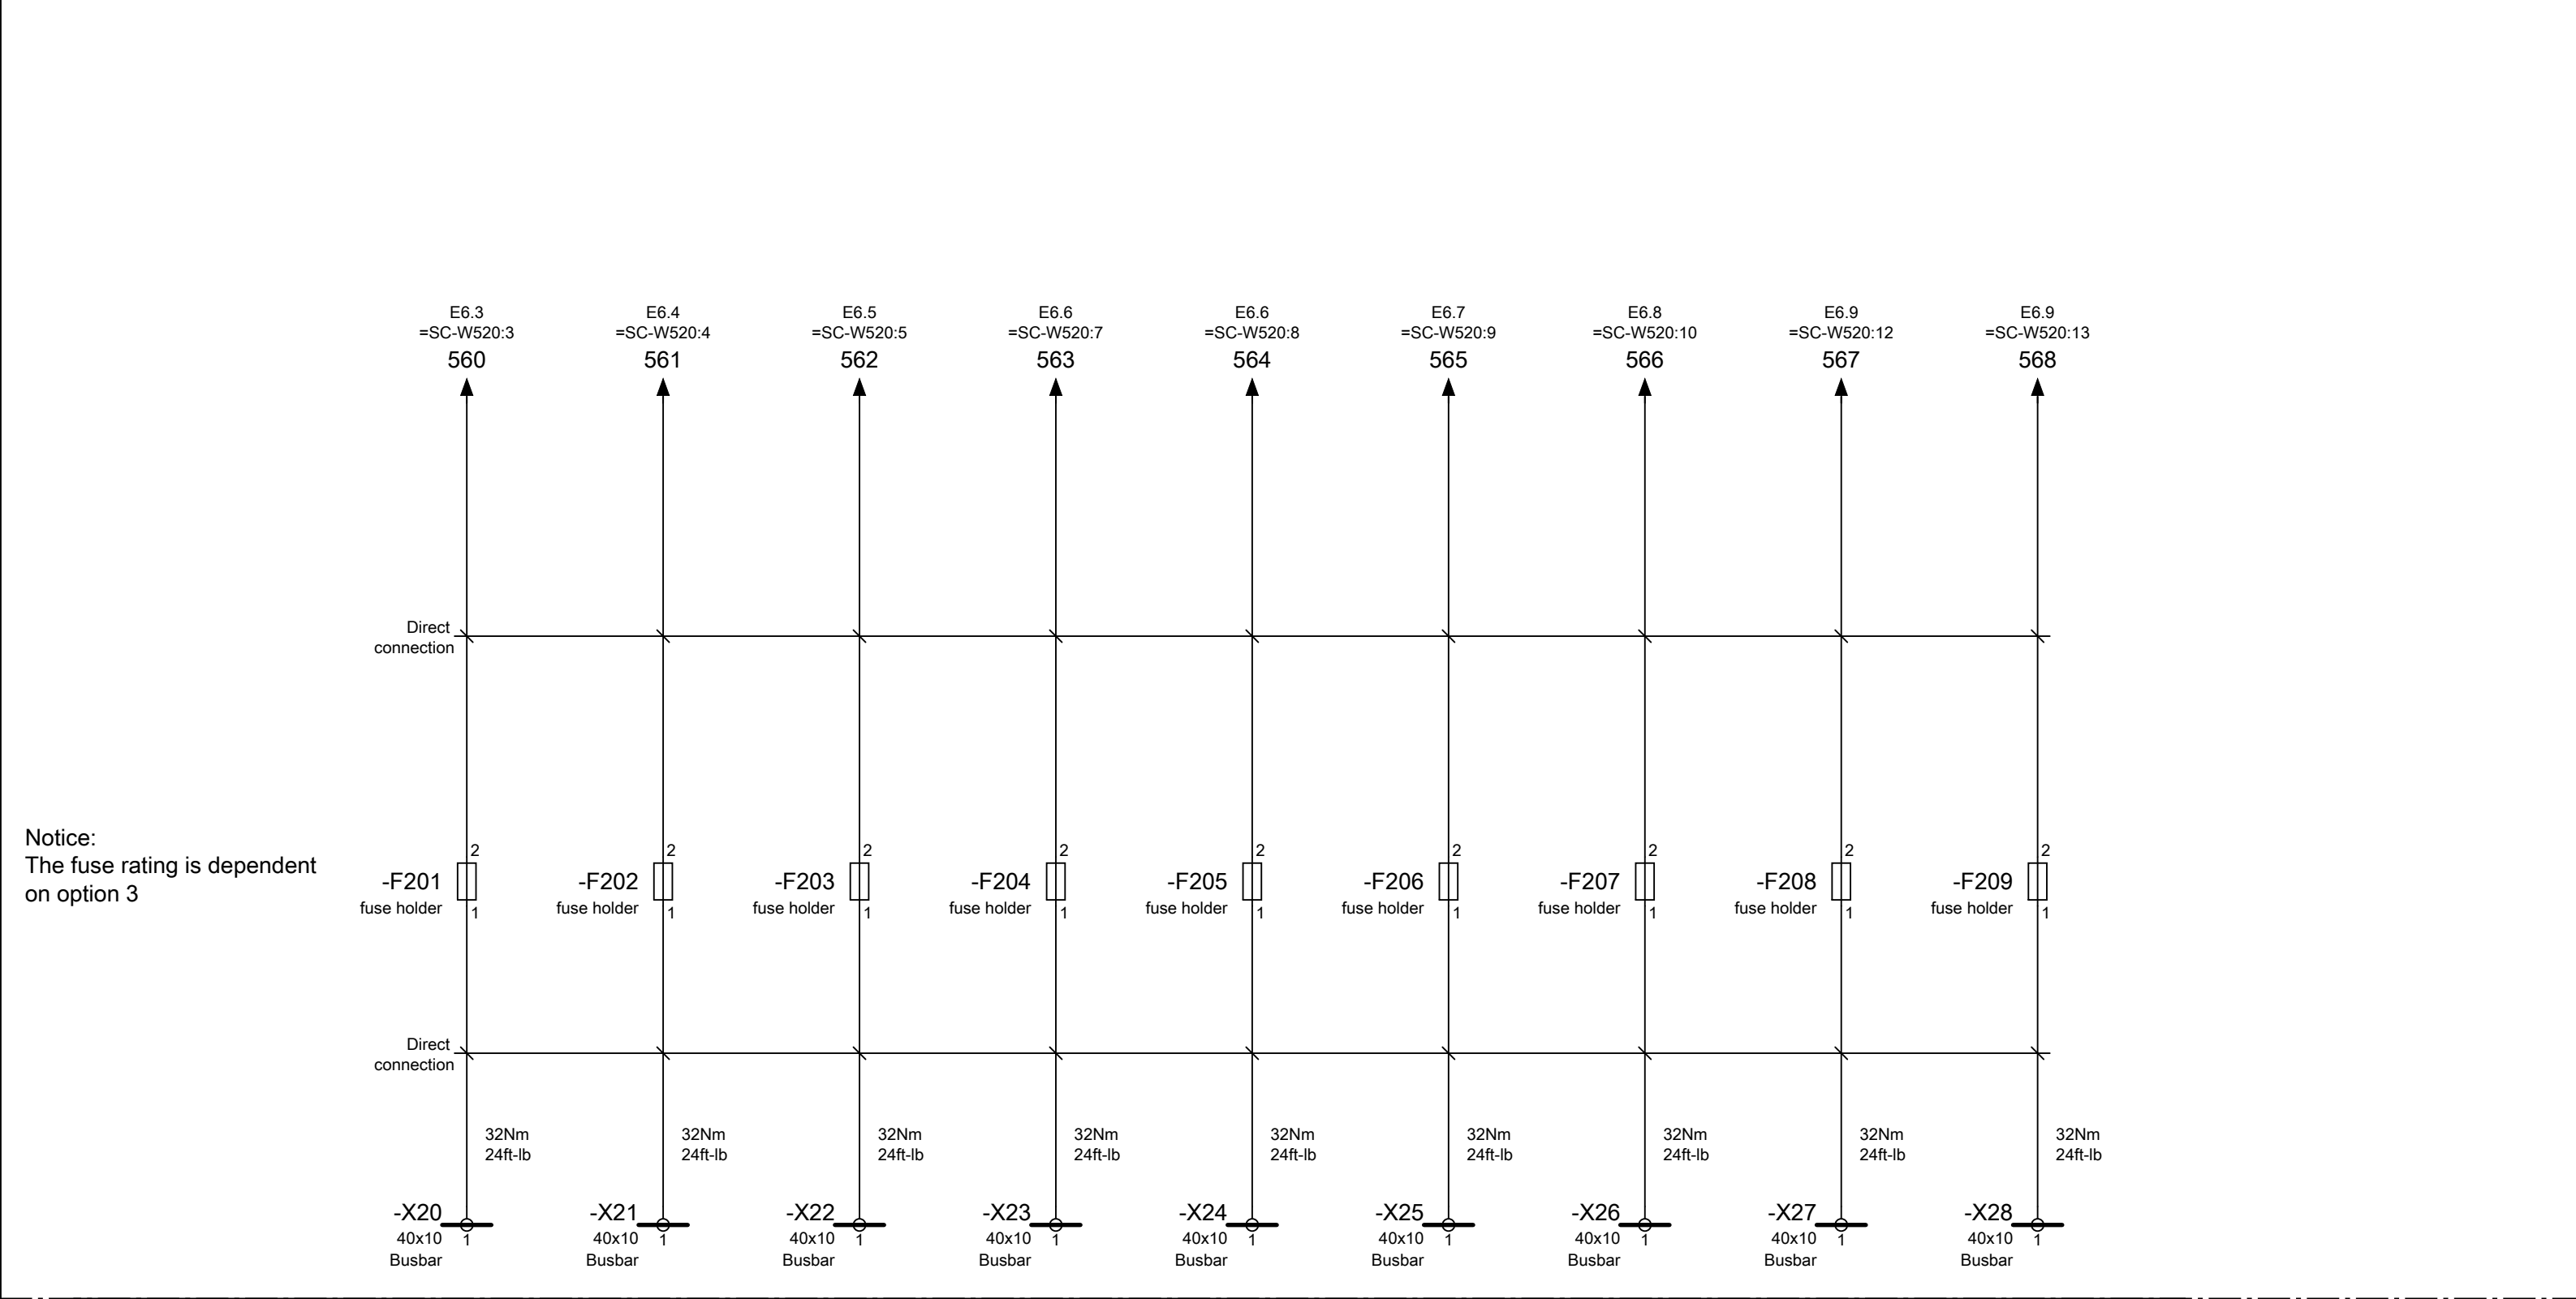 E6.3 E6.4 E6.5 E6.6 E6.6 E6.7 E6.8 E6.9 E6.9
=SC-W520:3 =SC-W520:4 =SC-W520:5 =SC-W520:7 =SC-W520:8 =SC-W520:9 =SC-W520:10 =SC-W520:12 =SC-W520:13
560 561 562 563 564 565 566 567 568
Direct
connection
Notice:
The fuse rating is dependent
on option 3
2 2 2 2 2 2 2 2 2
-F201 -F202 -F203 -F204 -F205 -F206 -F207 -F208 -F209
fuse holder 1 fuse holder 1 fuse holder 1 fuse holder 1 fuse holder 1 fuse holder 1 fuse holder 1 fuse holder 1 fuse holder 1
Direct
connection
32Nm 32Nm 32Nm 32Nm 32Nm 32Nm 32Nm 32Nm 32Nm
24ft-lb 24ft-lb 24ft-lb 24ft-lb 24ft-lb 24ft-lb 24ft-lb 24ft-lb 24ft-lb
-X20 -X21 -X22 -X23 -X24 -X25 -X26 -X27 -X28
40x10 1 40x10 1 40x10 1 40x10 1 40x10 1 40x10 1 40x10 1 40x10 1 40x10 1
Busbar Busbar Busbar Busbar Busbar Busbar Busbar Busbar Busbar